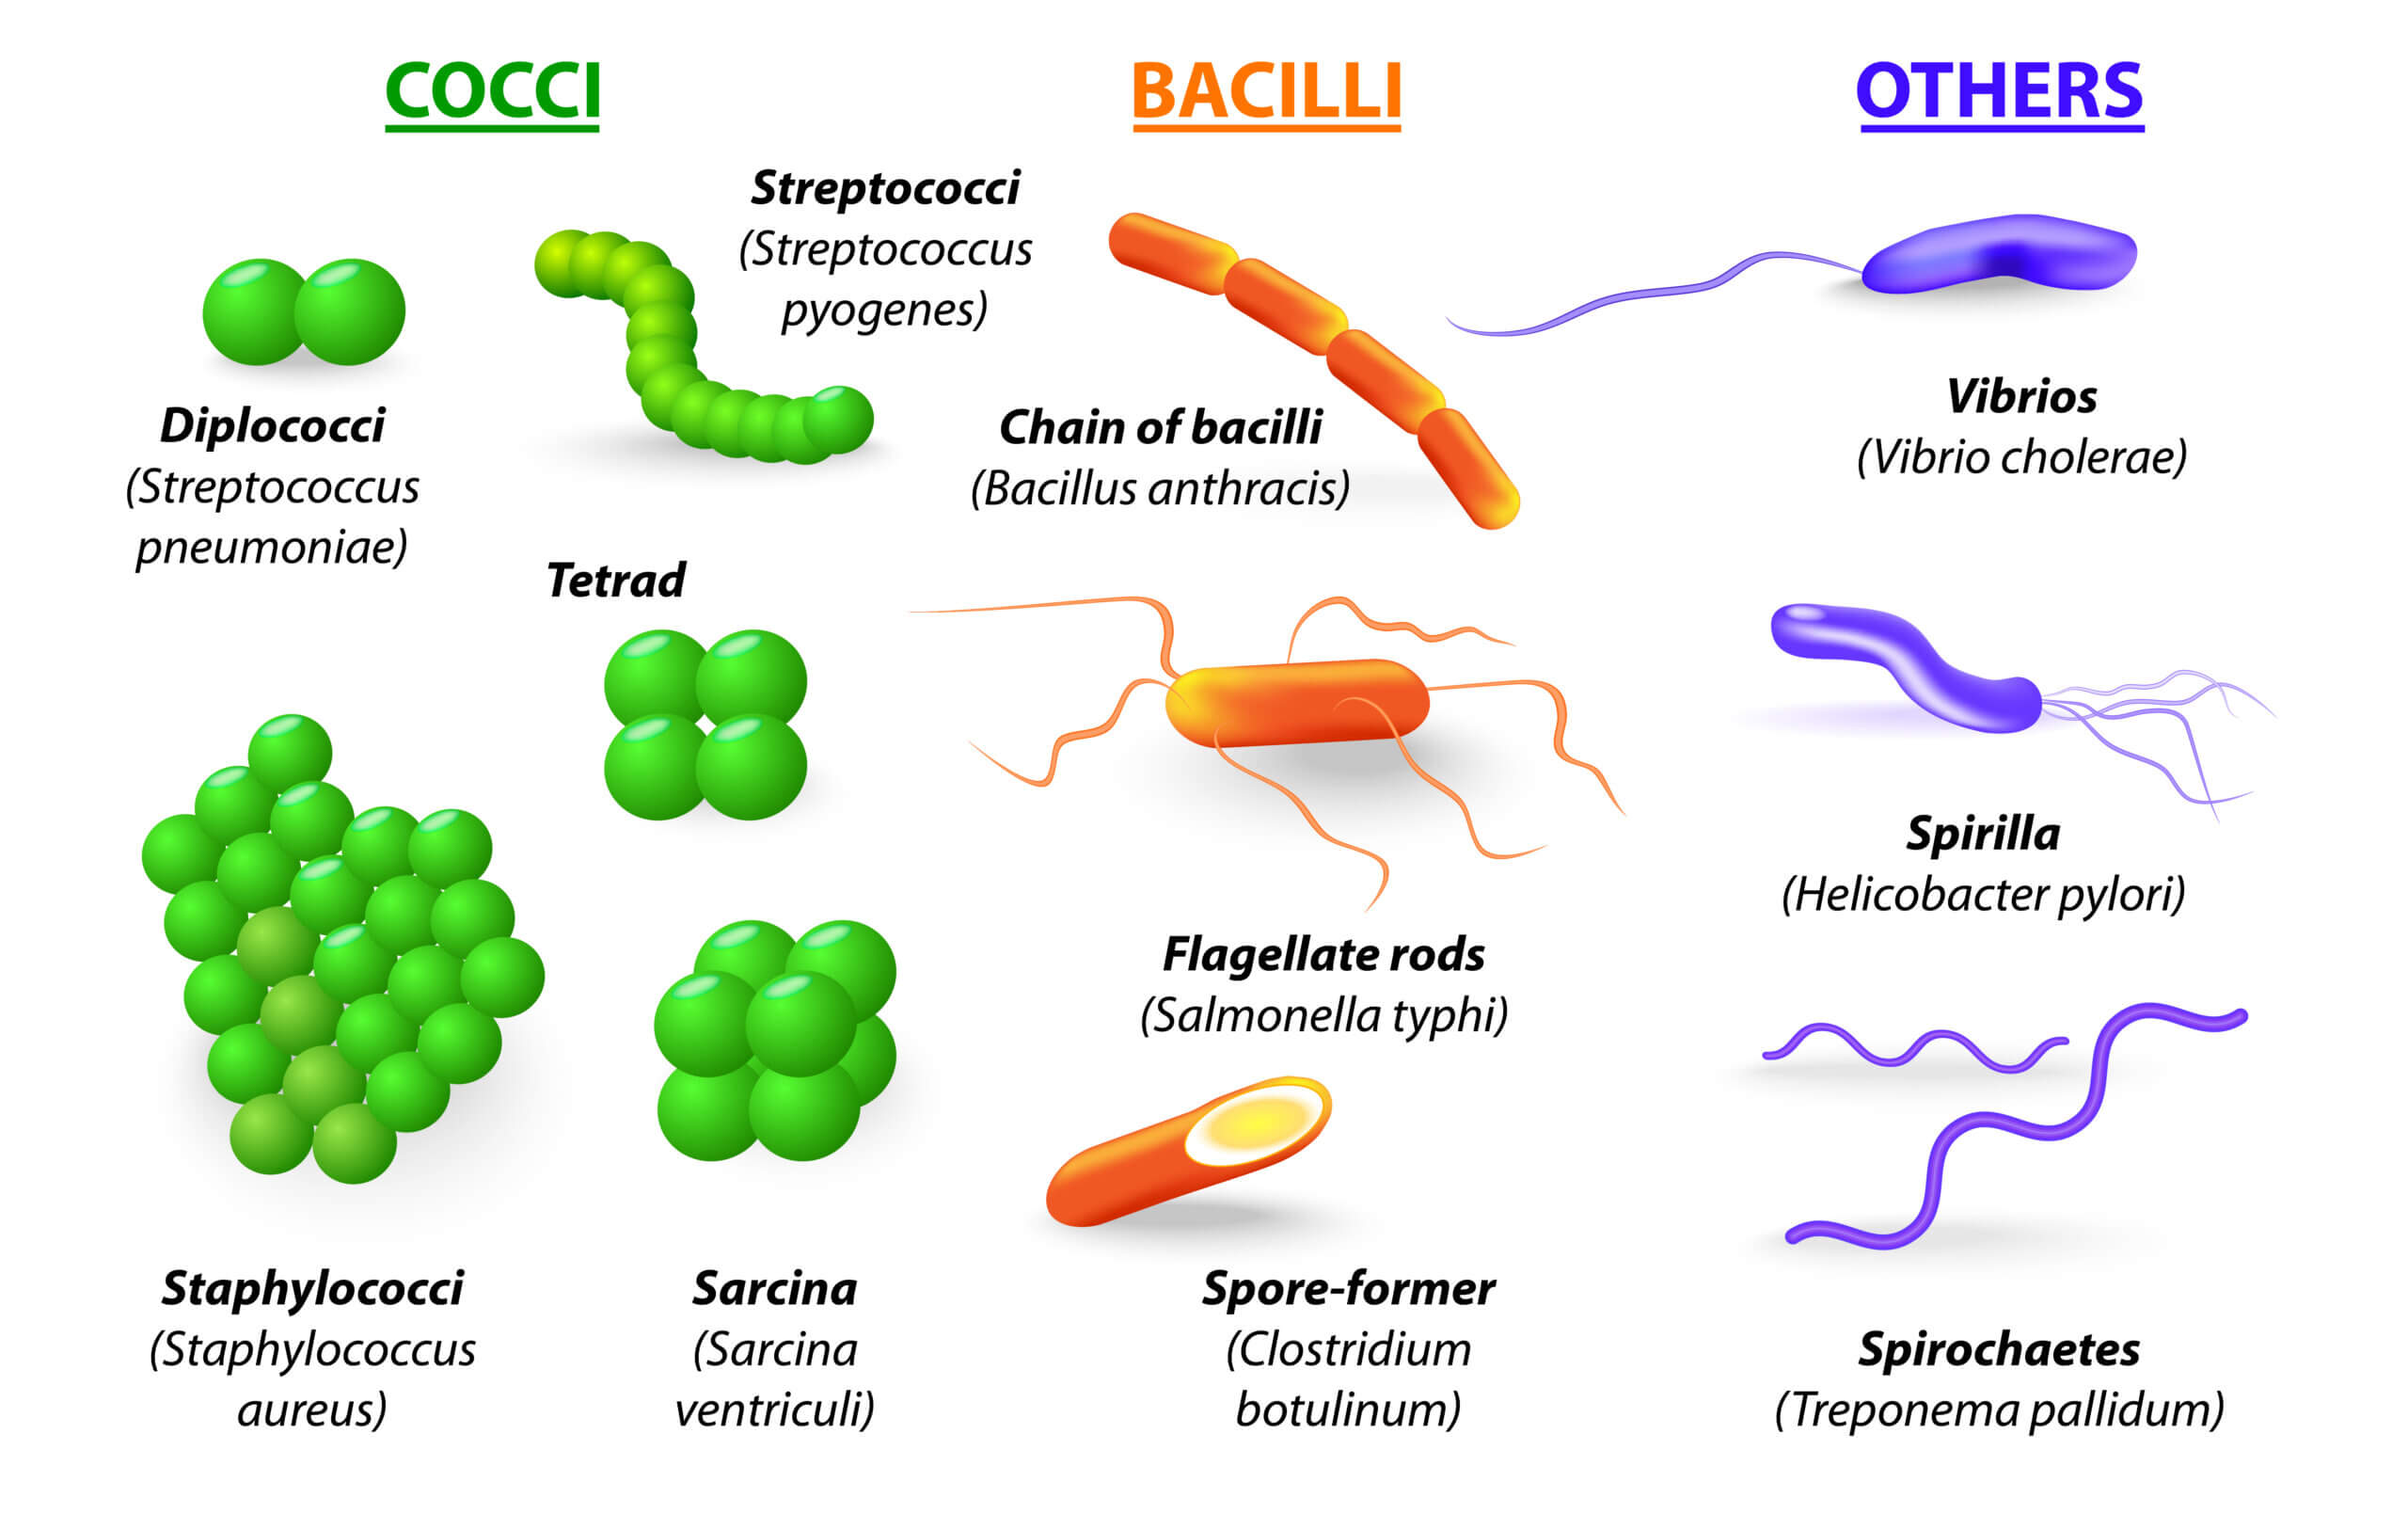 COCCI
BACILLI
OTHERS
Streptococci
(Streptococcus
pyogenes)
Diplococci
(Streptococcus
pneumoniae)
Chain of bacilli
(Bacillus anthracis)
Vibrios
(Vibrio cholerae)
Tetrad
Spirilla
(Helicobacter pylori)
Flagellate rods
(Salmonella typhi)
Staphylococci
(Staphylococcus
aureus)
Sarcina
(Sarcina
ventriculi)
Spore-former
(Clostridium
botulinum)
Spirochaetes
(Treponema pallidum)